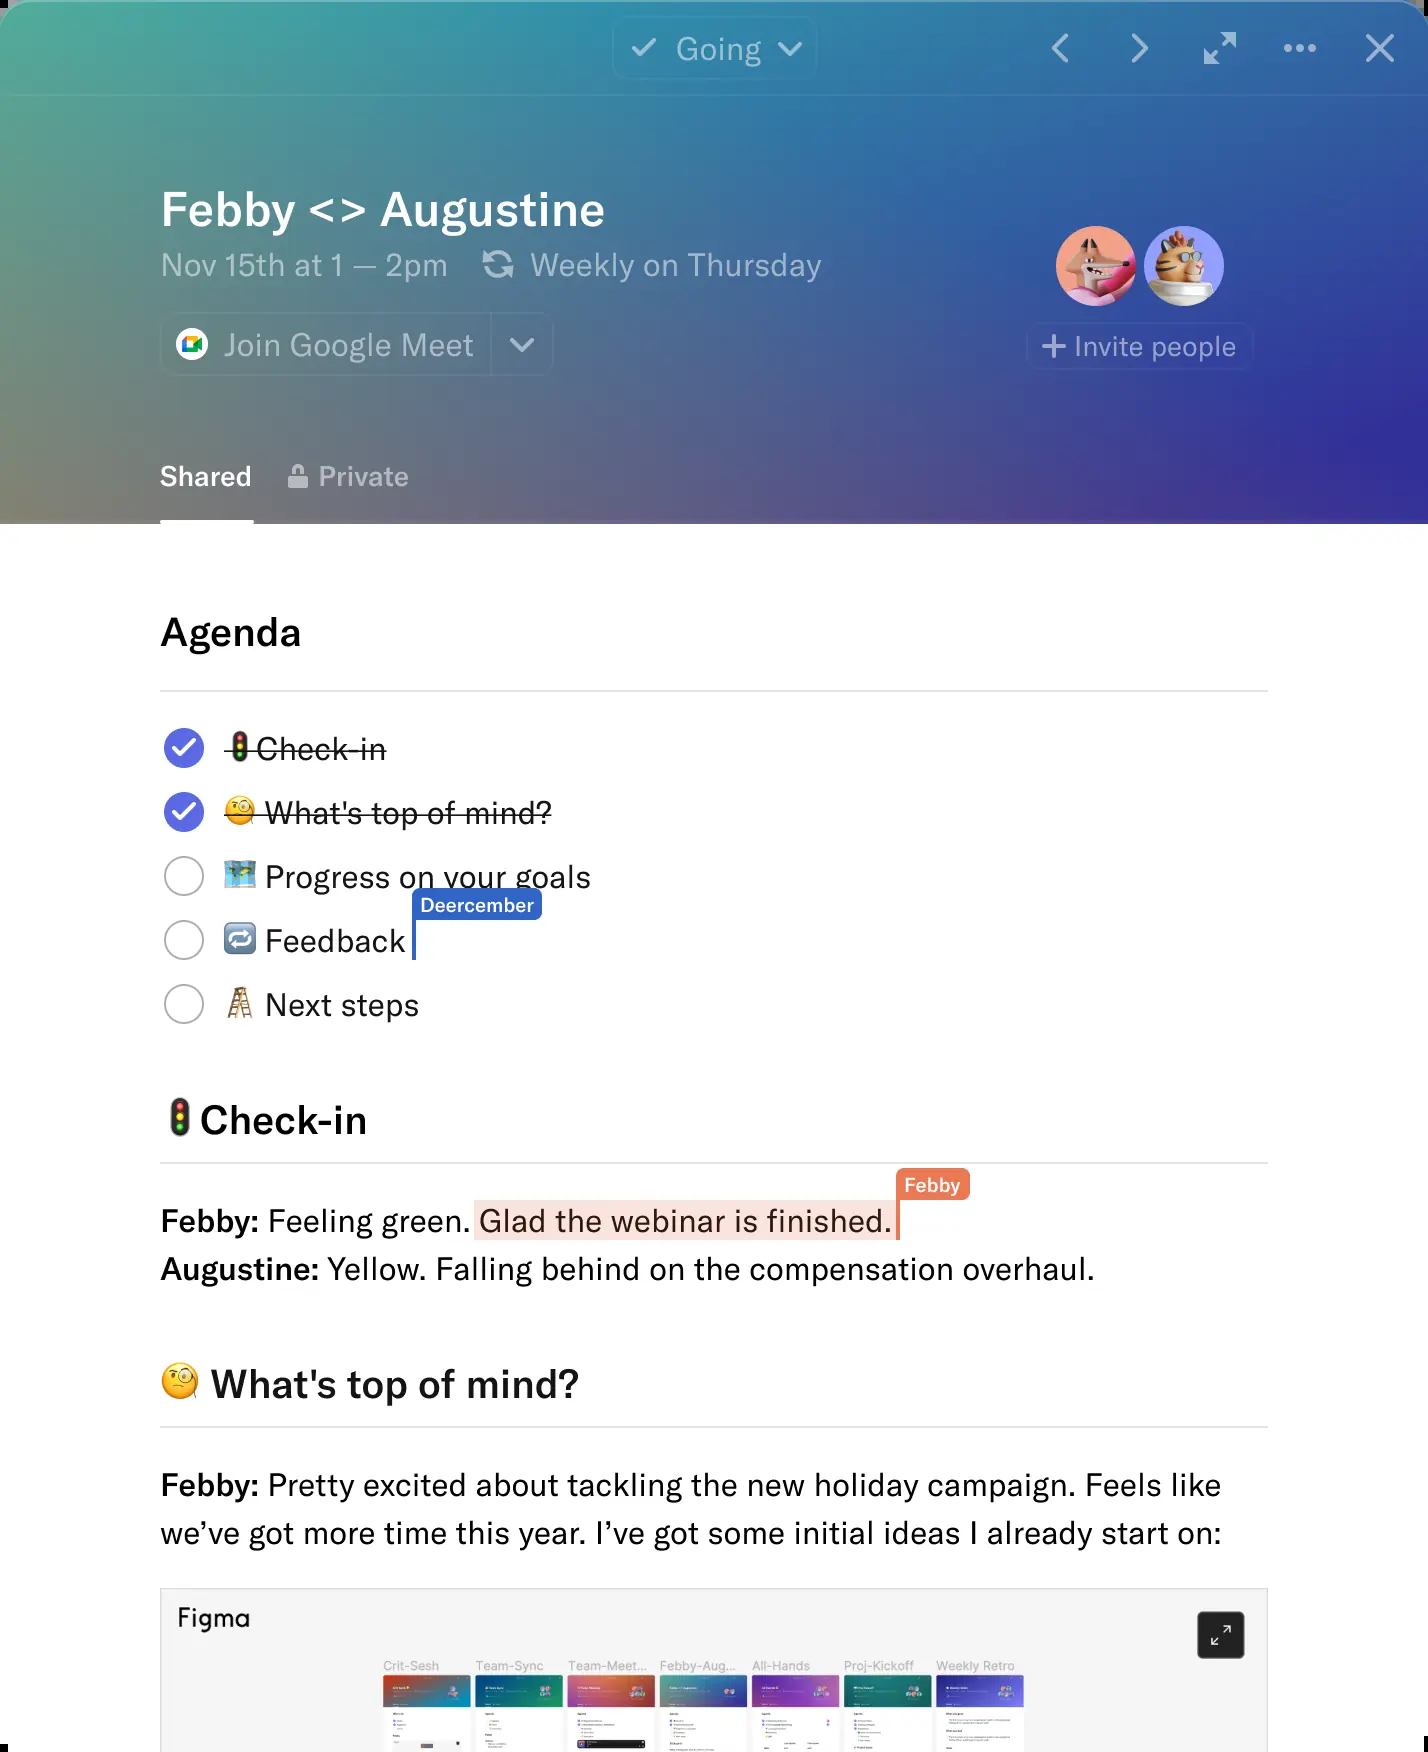 Going
Febby <> Augustine
Nov 15th at 1 — 2pm Weekly on Thursday
Join Google Meet
Invite people
Shared Private
Agenda
Check-in
What's top of mind?
Progress on your goals
Deercember
Feedback
Next steps
Check-in
Febby
Febby: Feeling green. Glad the webinar is finished.
Augustine: Yellow. Falling behind on the compensation overhaul.
What's top of mind?
Febby: Pretty excited about tackling the new holiday campaign. Feels like
we’ve got more time this year. I’ve got some initial ideas I already start on:
Figma
Crit-Sesh Team-Sync Team-Meet... Febby-Aug... All-Hands Proj-Kickoff Weekly Retro